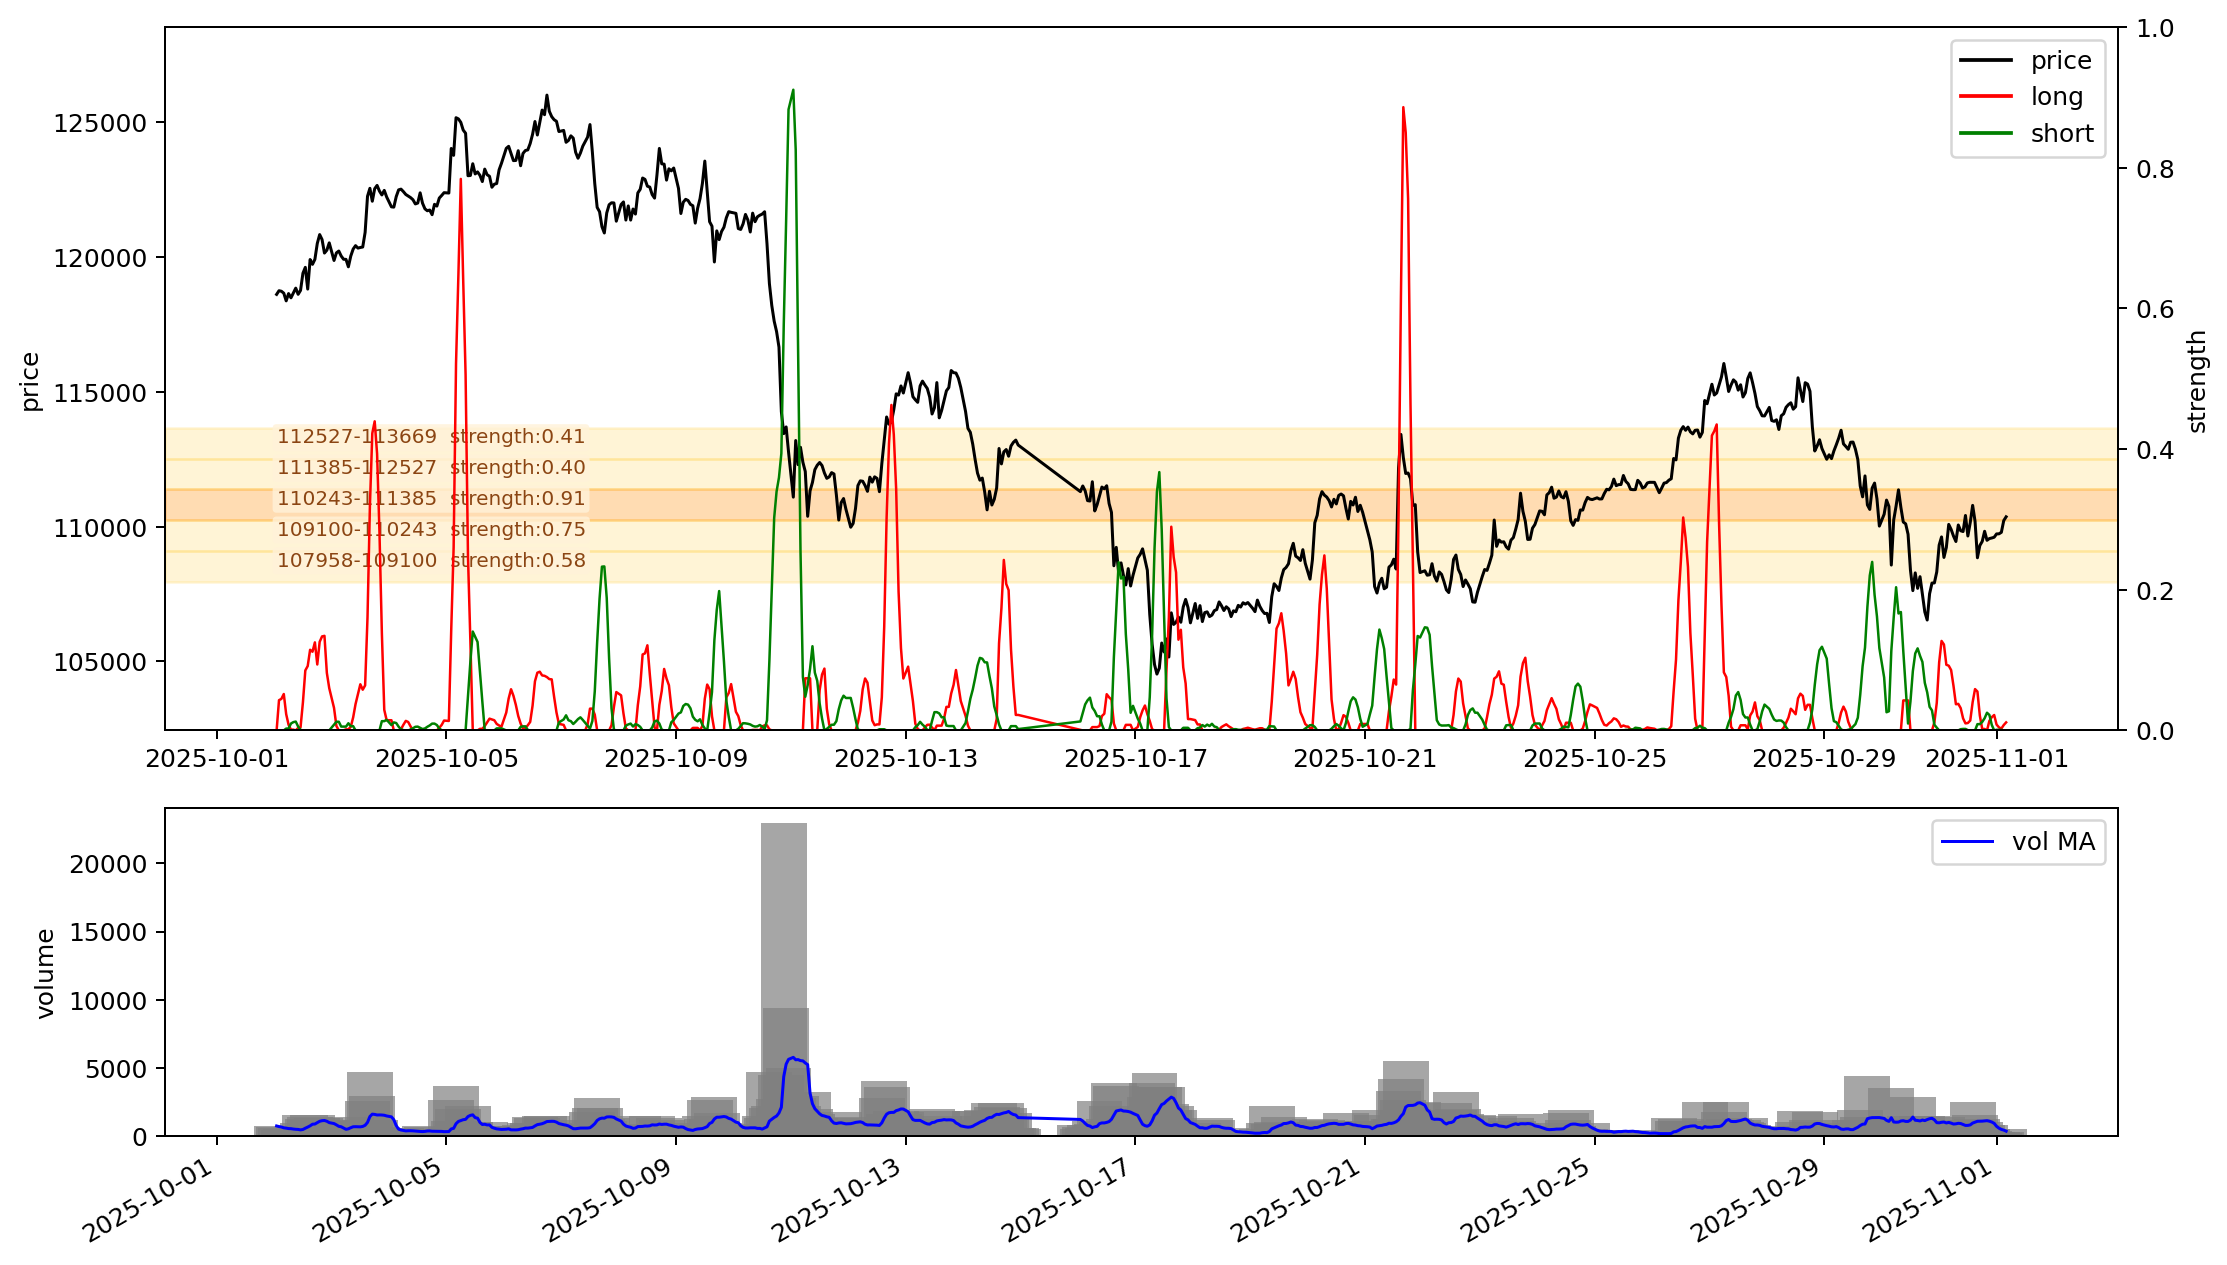 price
125000
120000
115000
110000
105000
1.0
0.8
0.6
0.4
0.2
0.0
strength
price
long
short
112527-113669  strength:0.41
111385-112527  strength:0.40
110243-111385  strength:0.91
109100-110243  strength:0.75
107958-109100  strength:0.58
2025-10-01
2025-10-05
2025-10-09
2025-10-13
2025-10-17
2025-10-21
2025-10-25
2025-10-29
2025-11-01
volume
20000
15000
10000
5000
0
vol MA
2025-10-01
2025-10-05
2025-10-09
2025-10-13
2025-10-17
2025-10-21
2025-10-25
2025-10-29
2025-11-01